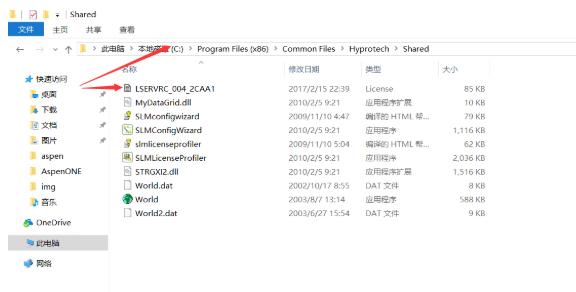 Shared
文件 主页 共享 查看
此电脑 本地磁盘 (C:) Program Files (x86) Common Files Hyprotech Shared
名称 修改日期 类型 大小
快速访问
桌面
下载
文档
图片
aspen
AspenONE
img
音乐
OneDrive
此电脑
网络
LSERVRC_004_2CAA1 2017/2/15 22:39 License 85 KB
MyDataGrid.dll 2010/2/5 9:21 应用程序扩展 10 KB
SLMconfigwizard 2009/11/10 4:47 编译的 HTML 帮... 79 KB
SLMConfigWizard 2010/2/5 9:21 应用程序 1,116 KB
slmlicenseprofiler 2009/11/10 5:04 编译的 HTML 帮... 62 KB
SLMLicenseProfiler 2010/2/5 9:21 应用程序 2,036 KB
STRGXI2.dll 2010/2/5 9:21 应用程序扩展 1,516 KB
World.dat 2002/10/17 8:55 DAT 文件 8 KB
World 2003/8/7 13:14 应用程序 588 KB
World2.dat 2003/6/27 15:54 DAT 文件 9 KB